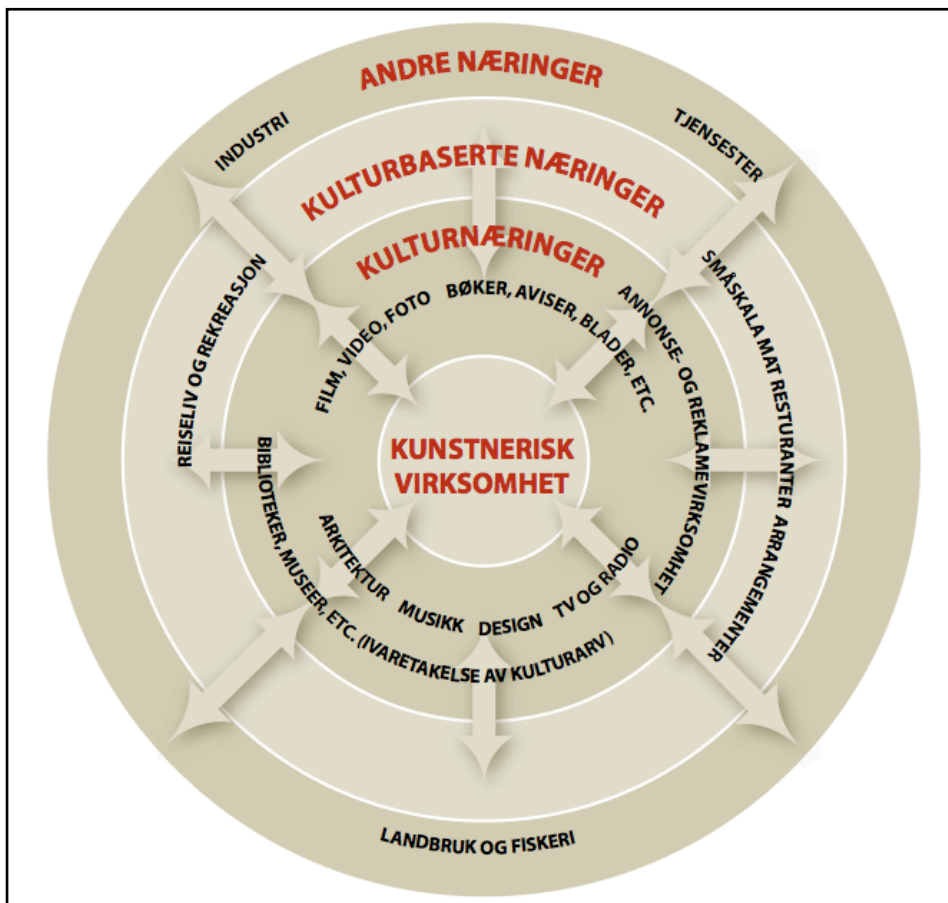 ANDRE NÆRINGER
INDUSTRI
TJENSESTER
KULTURBASERTE NÆRINGER
KULTURNÆRINGER
REISELIV OG REKREASJON
SMÅSKALA MAT RESTURANTER ARRANGEMENTER
FILM, VIDEO, FOTO
BØKER, AVISER, BLADER, ETC.
ANNONSE- OG REKLAMEVIRKSOMHET
KUNSTNERISK
VIRKSOMHET
BIBLIOTEKER, MUSEER, ETC. (IVARETAKELSE AV KULTURARV)
ARKITEKTUR
MUSIKK
DESIGN
TV OG RADIO
LANDBRUK OG FISKERI